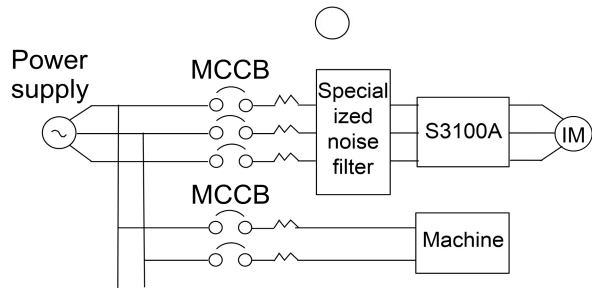 Power
supply
MCCB
Special
ized
noise
filter
S3100A
IM
MCCB
Machine